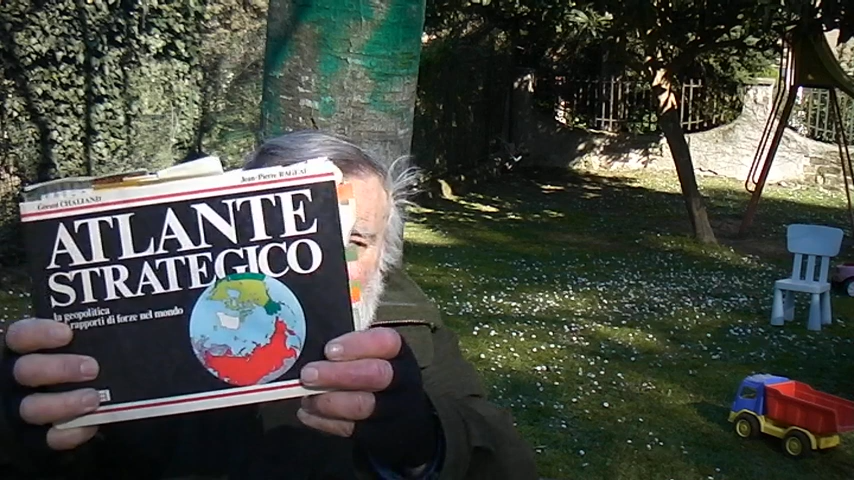 Gérard CHALIAND
Jean-Pierre RAGEAU
ATLANTE
STRATEGICO
la geopolitica
rapporti di forze nel mondo